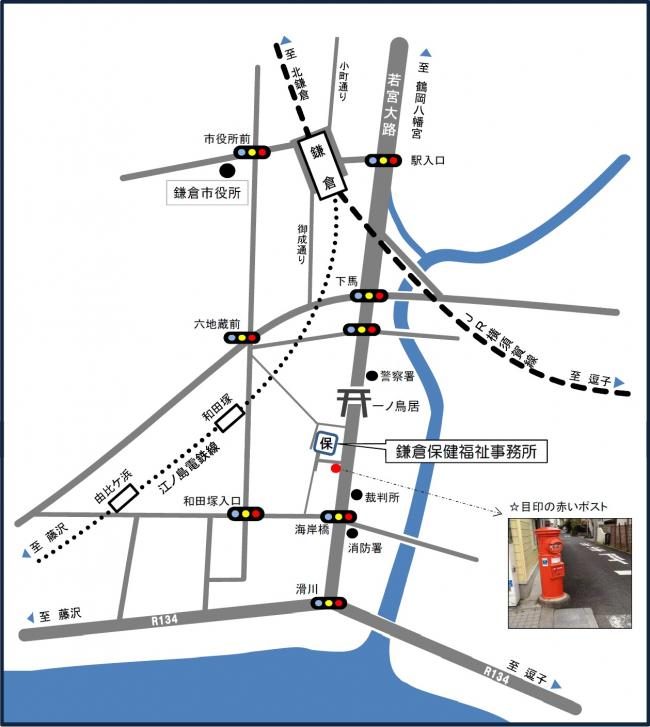 至 北鎌倉
小町通り
若宮大路
至 鶴岡八幡宮
市役所前
鎌倉
駅入口
鎌倉市役所
御成通り
下馬
六地蔵前
JR横須賀線
至 逗子
警察署
一ノ鳥居
和田塚
保
鎌倉保健福祉事務所
江ノ島電鉄線
由比ヶ浜
和田塚入口
裁判所
☆目印の赤いポスト
海岸橋
至 藤沢
消防署
滑川
至 藤沢
R134
至 逗子
R134